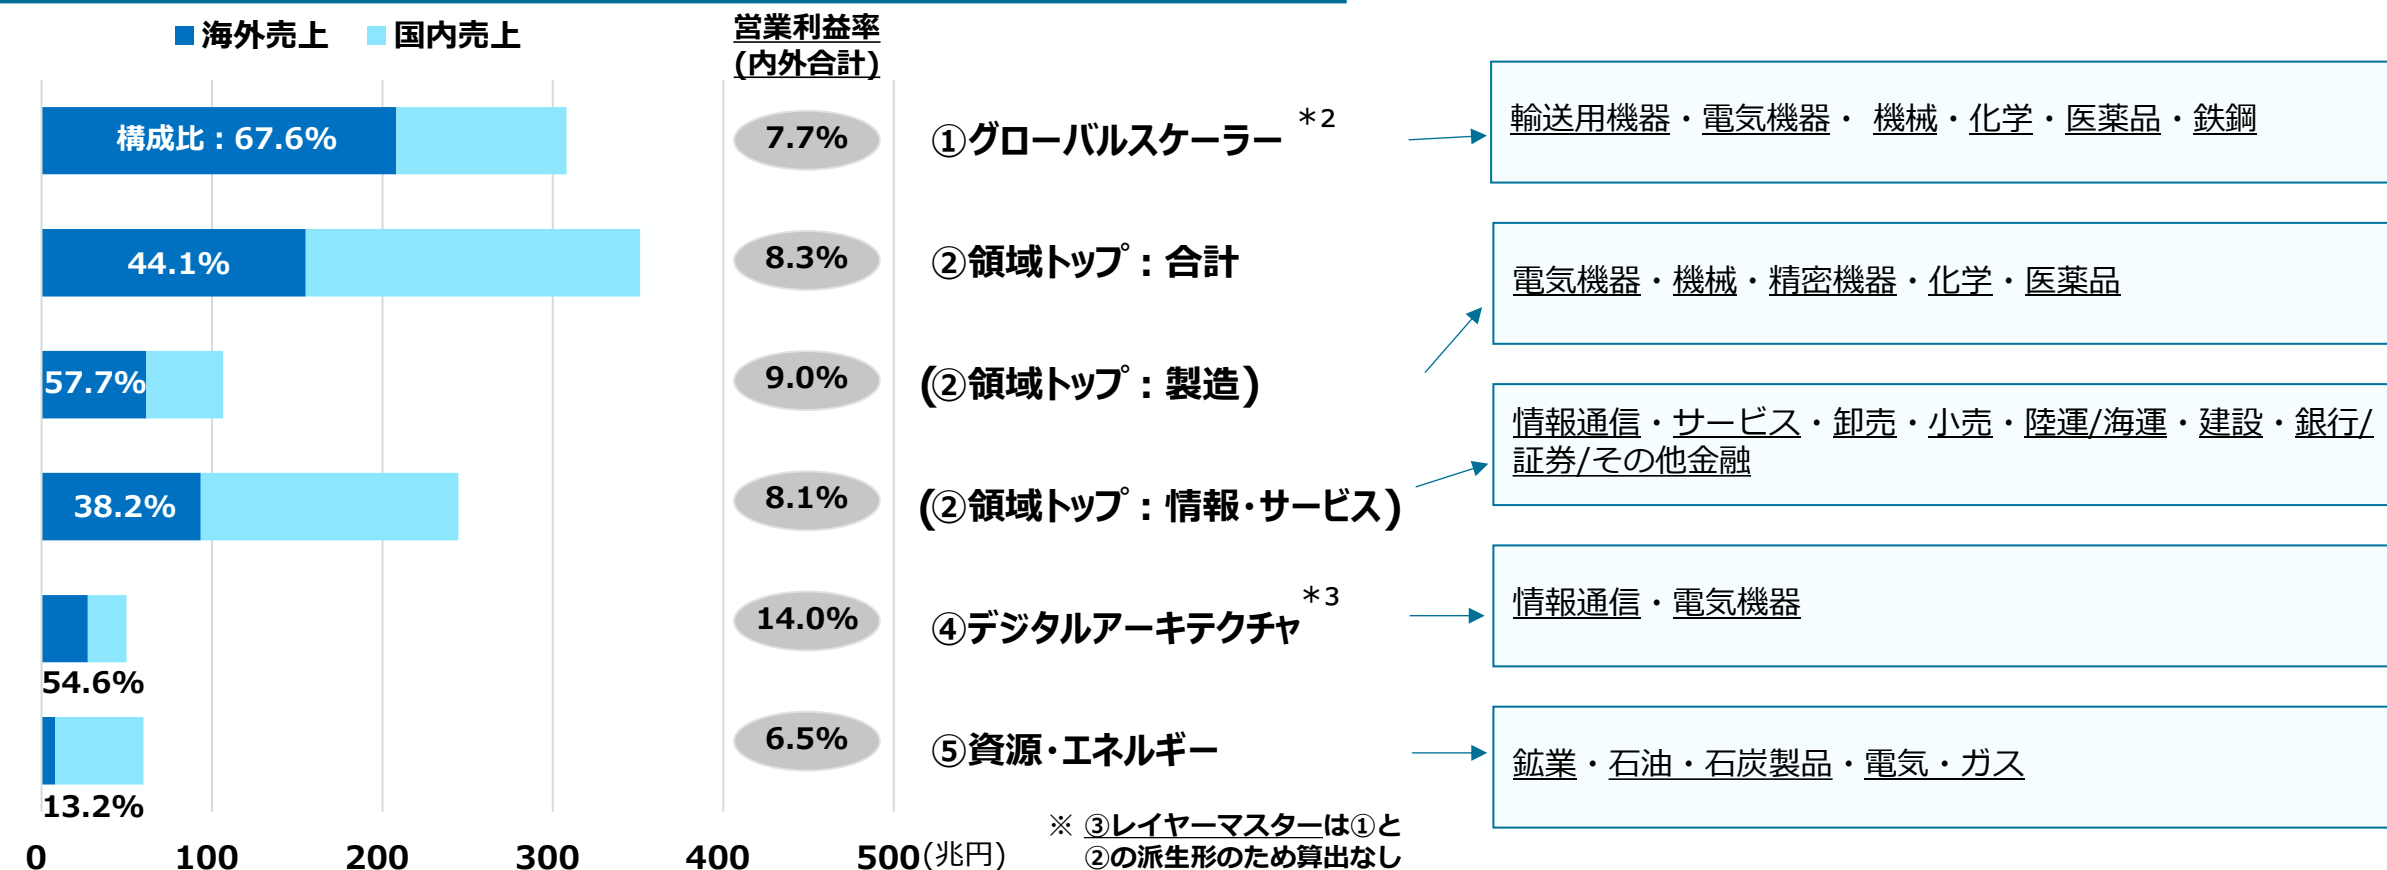 海外売上 国内売上
営業利益率
(内外合計)
構成比：67.6%
7.7%
①グローバルスケーラー ＊2
輸送用機器・電気機器・ 機械・化学・医薬品・鉄鋼
44.1%
8.3%
②領域トップ：合計
電気機器・機械・精密機器・化学・医薬品
57.7%
9.0%
(②領域トップ：製造)
情報通信・サービス・卸売・小売・陸運/海運・建設・銀行/
証券/その他金融
38.2%
8.1%
(②領域トップ：情報・サービス)
54.6%
14.0%
④デジタルアーキテクチャ ＊3
情報通信・電気機器
13.2%
6.5%
⑤資源・エネルギー
鉱業・石油・石炭製品・電気・ガス
0 100 200 300 400 500 (兆円)
※ ③レイヤーマスターは①と
②の派生形のため算出なし